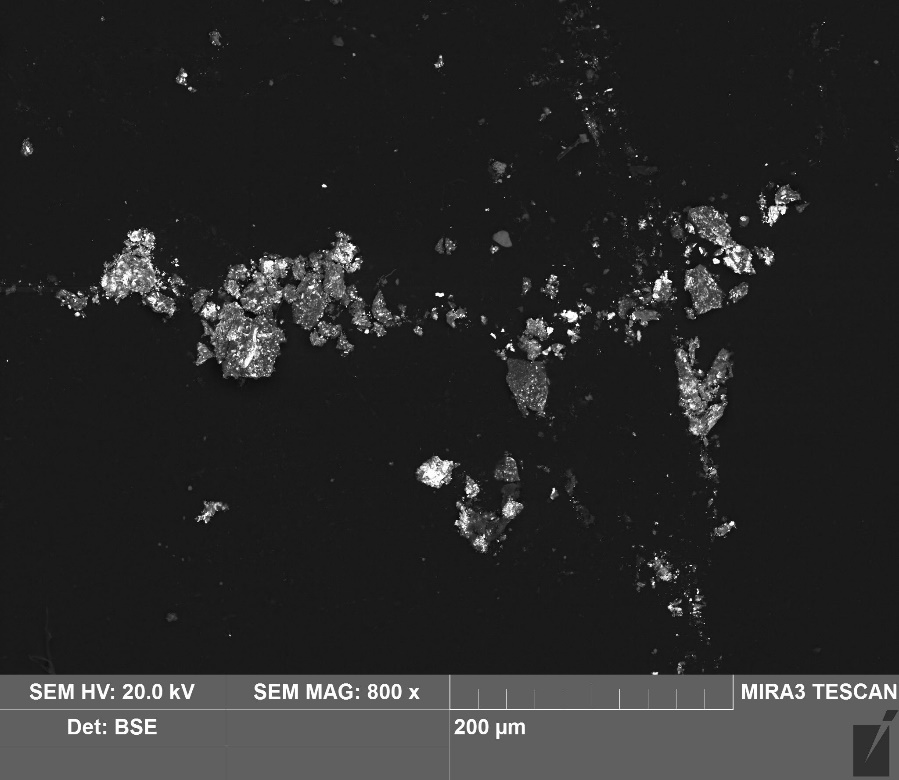 SEM HV: 20.0 kV SEM MAG: 800 x MIRA3 TESCAN
Det: BSE 200 µm